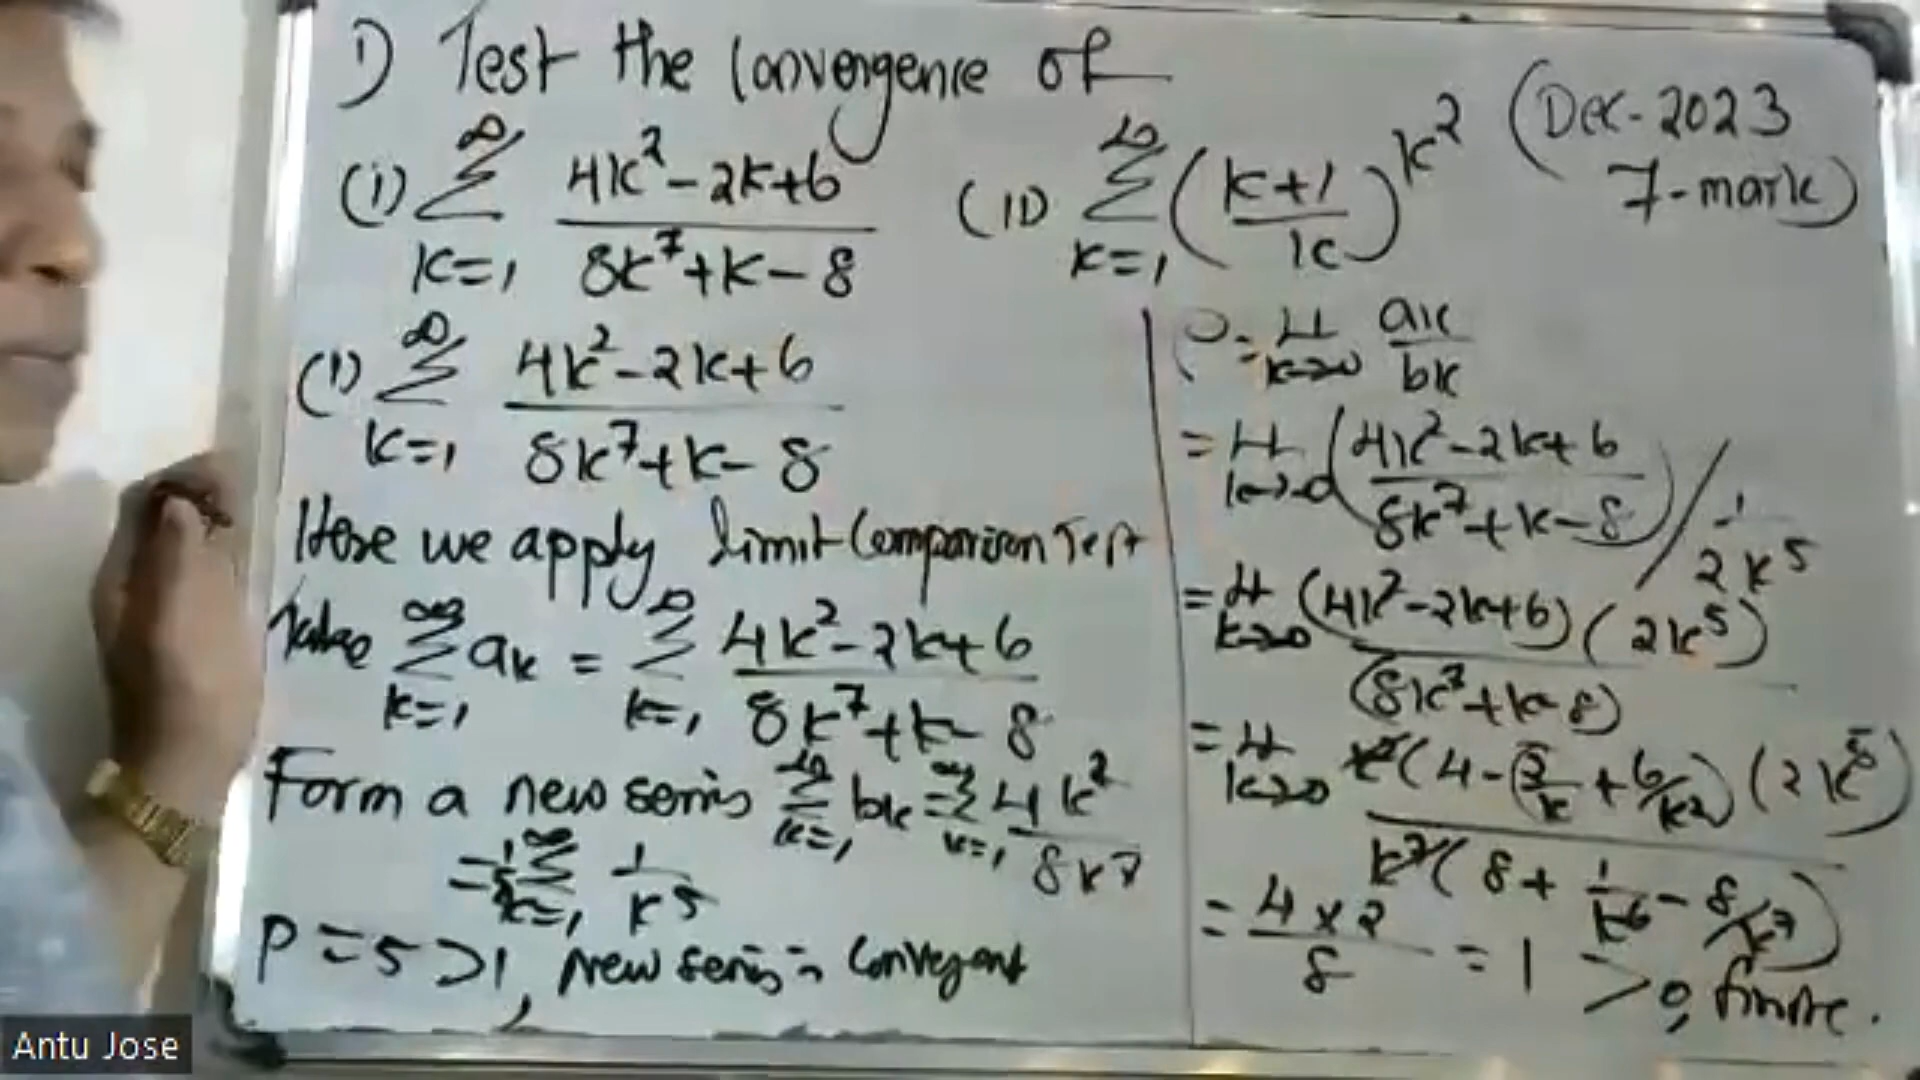 1) Test the Convergence of
(i) ∞ Σ k=1 (4k² - 2k + 6)/(8k⁷ + k - 8) (ii) ∞ Σ k=1 ((k+1)/k)^k² (Dec-2023 7-mark)
(i) ∞ Σ k=1 (4k² - 2k + 6)/(8k⁷ + k - 8)
Here we apply limit Comparison Test
Take ∞ Σ k=1 ak = ∞ Σ k=1 (4k² - 2k + 6)/(8k⁷ + k - 8)
Form a new series ∞ Σ k=1 bk = ∞ Σ k=1 4k²/8k⁷
= 1/2 ∞ Σ k=1 1/k⁵
P = 5 > 1, New series is Convergent
ρ = Lt k→∞ ak/bk
= Lt k→∞ ((4k² - 2k + 6)/(8k⁷ + k - 8)) / 1/2k⁵
= Lt k→∞ (4k² - 2k + 6)(2k⁵)/(8k⁷ + k - 8)
= Lt k→∞ k²(4 - 2/k + 6/k²)(2k⁵)/k⁷(8 + 1/k⁶ - 8/k⁷)
= 4 × 2/8 = 1 > 0, finite.
Antu Jose